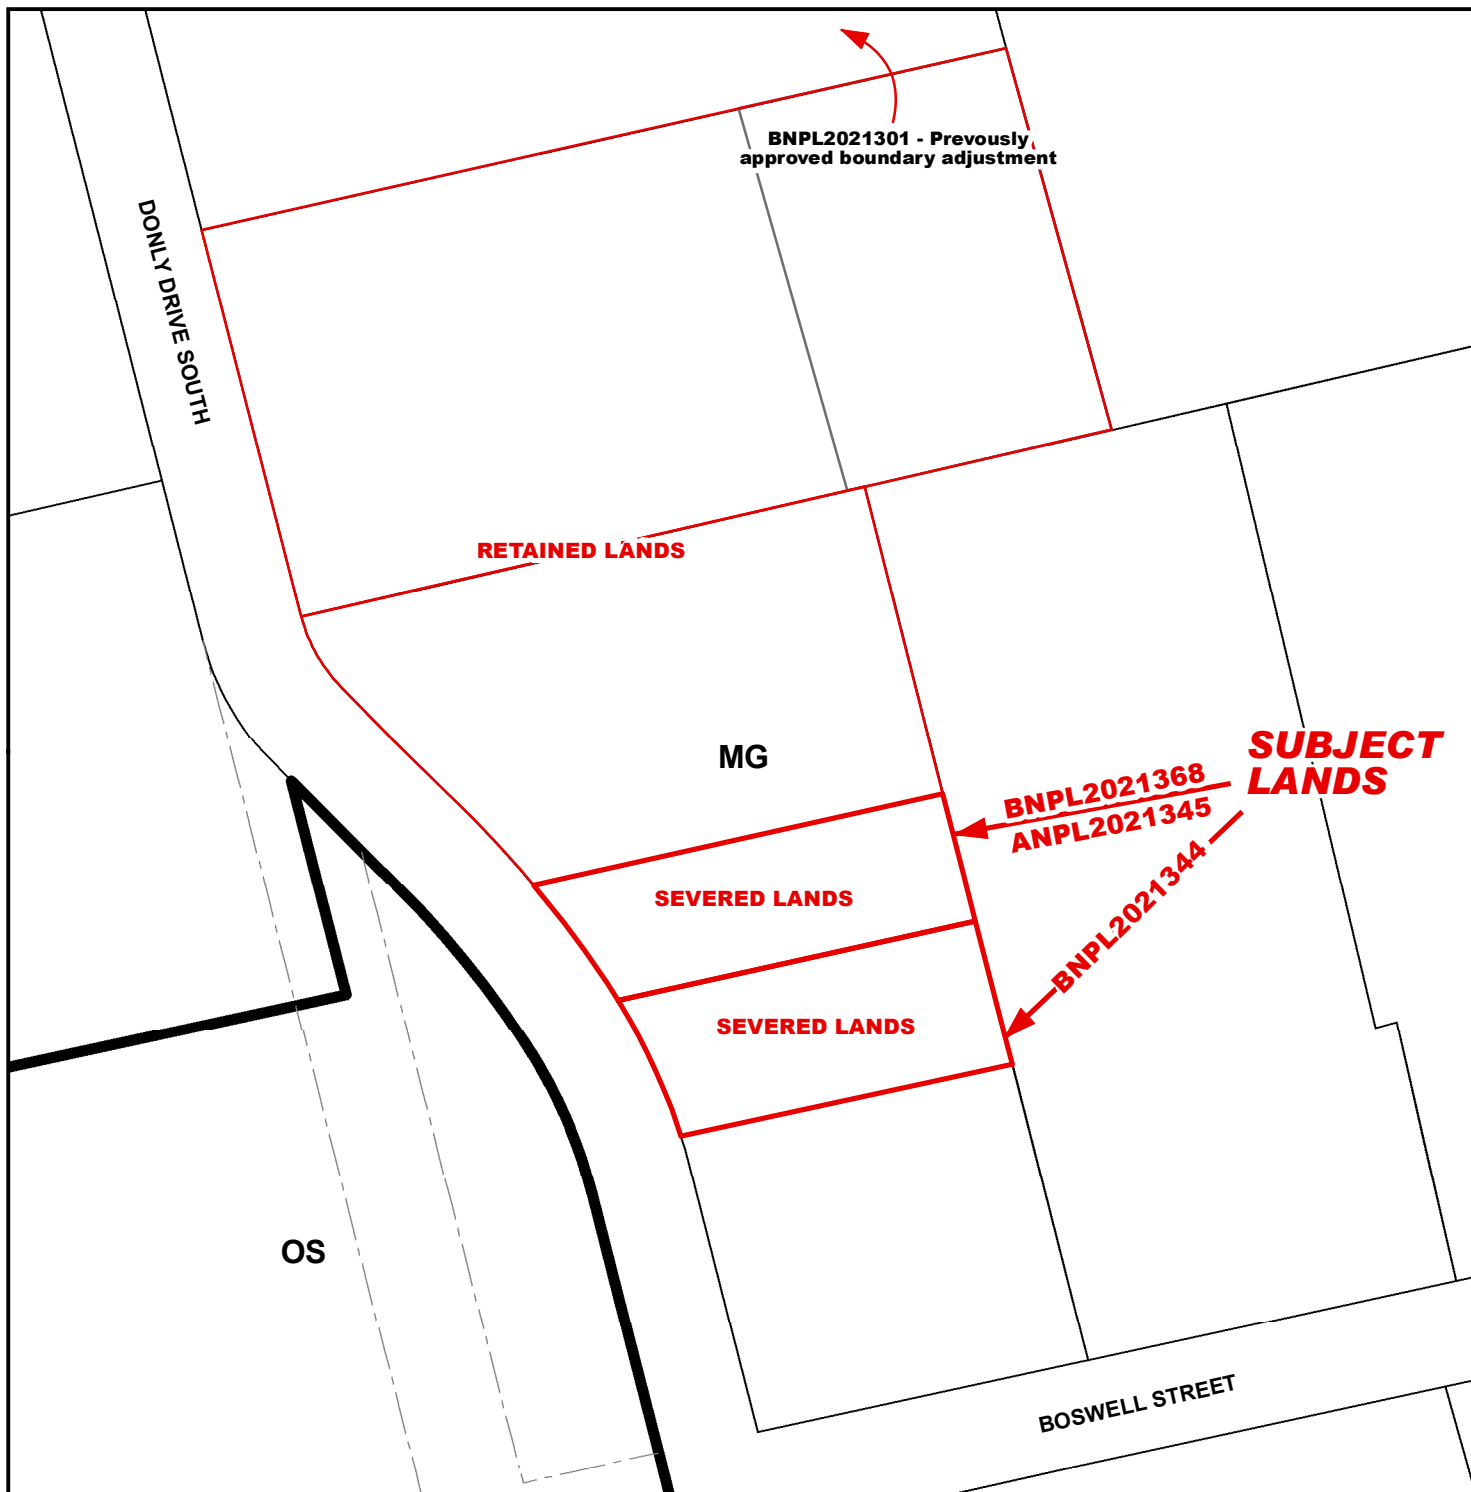 BNPL2021301 - Prevously
approved boundary adjustment
DONLY DRIVE SOUTH
RETAINED LANDS
MG
SUBJECT
LANDS
BNPL2021368
ANPL2021345
BNPL2021344
SEVERED LANDS
SEVERED LANDS
OS
BOSWELL STREET